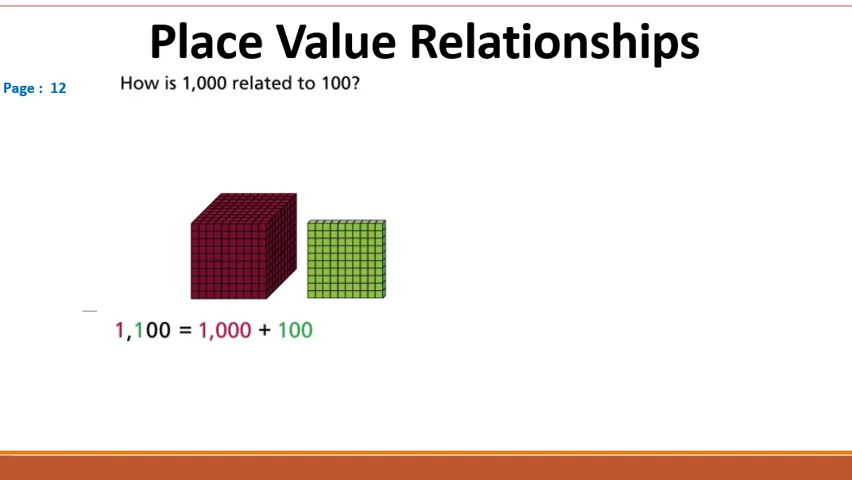 Place Value Relationships
Page : 12
How is 1,000 related to 100?
1,100 = 1,000 + 100